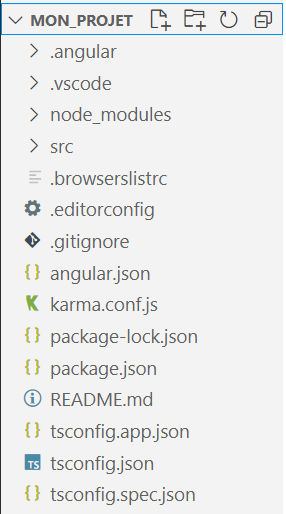 MON_PROJET
.angular
.vscode
node_modules
src
.browserslistrc
.editorconfig
.gitignore
{} angular.json
karma.conf.js
{} package-lock.json
{} package.json
README.md
{} tsconfig.app.json
TS tsconfig.json
{} tsconfig.spec.json